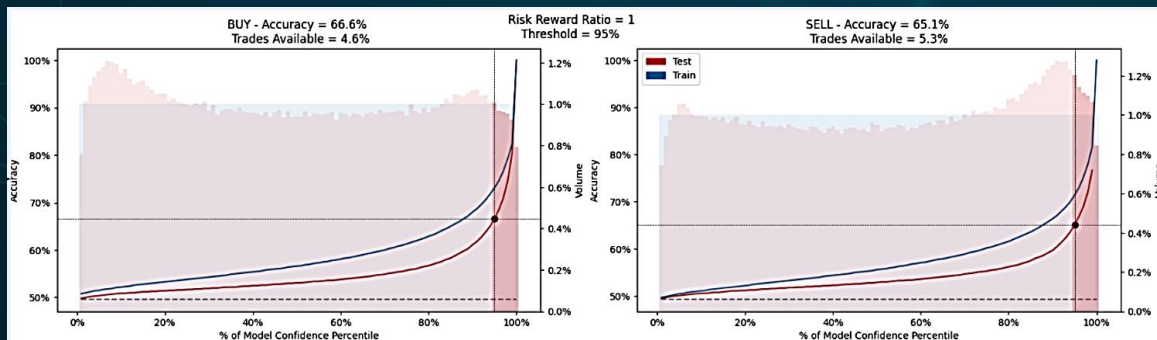 Risk Reward Ratio = 1
Threshold = 95%
BUY - Accuracy = 66.6%
Trades Available = 4.6%
100%
90%
80%
70%
60%
50%
Accuracy
1.2%
1.0%
0.8%
0.6%
0.4%
0.2%
0.0%
Volume
0%
20%
40%
60%
80%
100%
% of Model Confidence Percentile
SELL - Accuracy = 65.1%
Trades Available = 5.3%
Test
Train
100%
90%
80%
70%
60%
50%
Accuracy
1.2%
1.0%
0.8%
0.6%
0.4%
0.2%
0.0%
Volume
0%
20%
40%
60%
80%
100%
% of Model Confidence Percentile